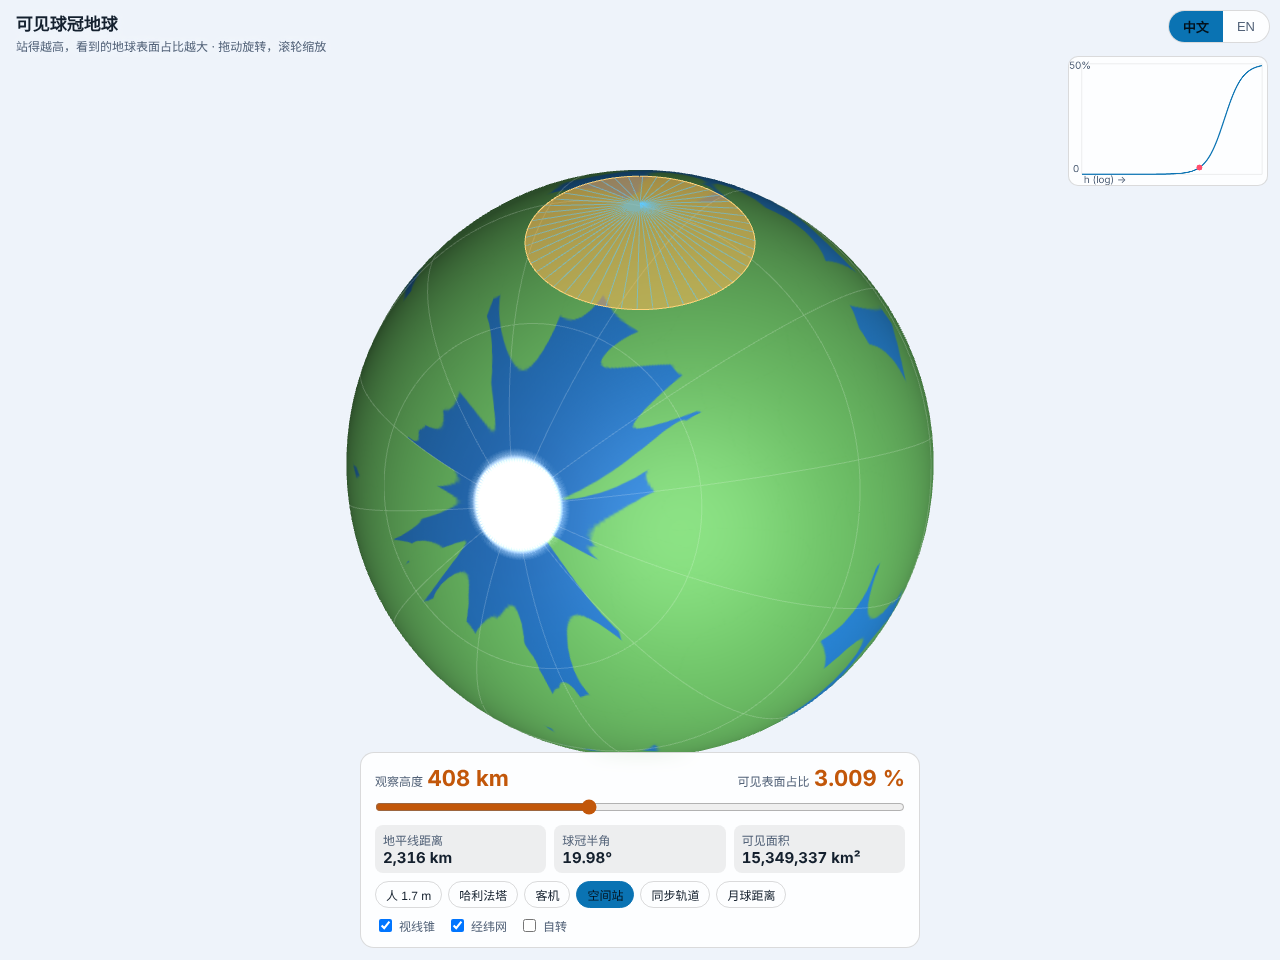 可见球冠地球
站得越高，看到的地球表面占比越大 · 拖动旋转，滚轮缩放
中文 EN
50%
0
h (log) →
观察高度 408 km
可见表面占比 3.009 %
地平线距离
2,316 km
球冠半角
19.98°
可见面积
15,349,337 km²
人 1.7 m 哈利法塔 客机 空间站 同步轨道 月球距离
视线锥 经纬网 自转